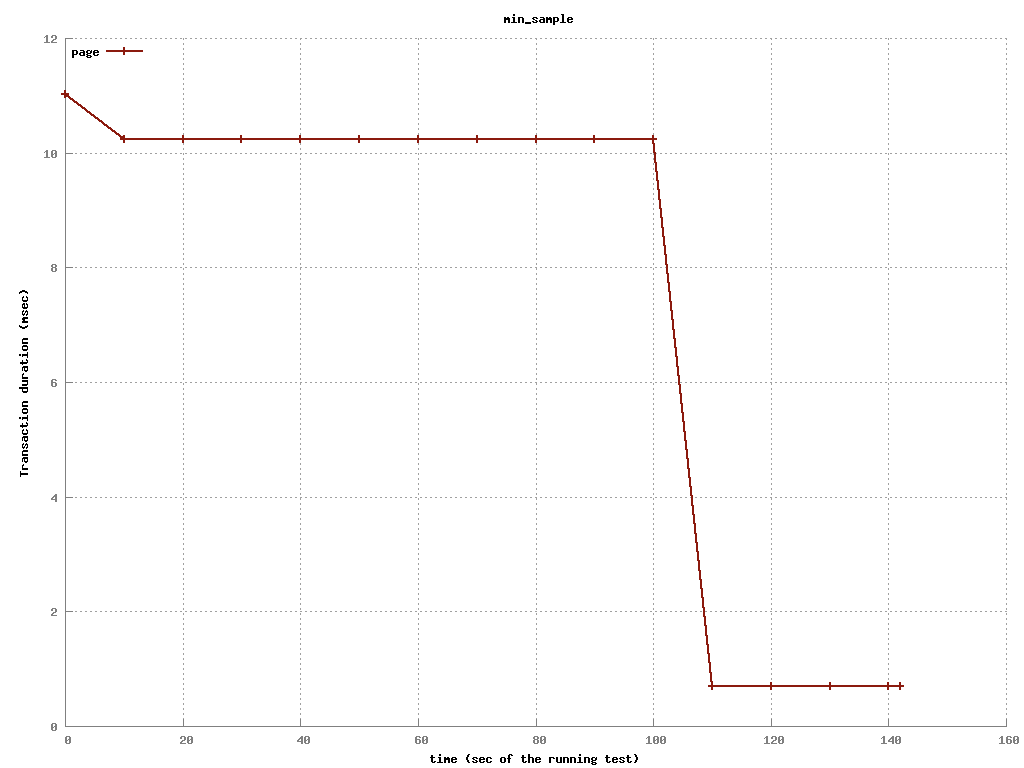 min_sample
12
page
10
8
6
4
2
0
Transaction duration (msec)
0 20 40 60 80 100 120 140 160
time (sec of the running test)